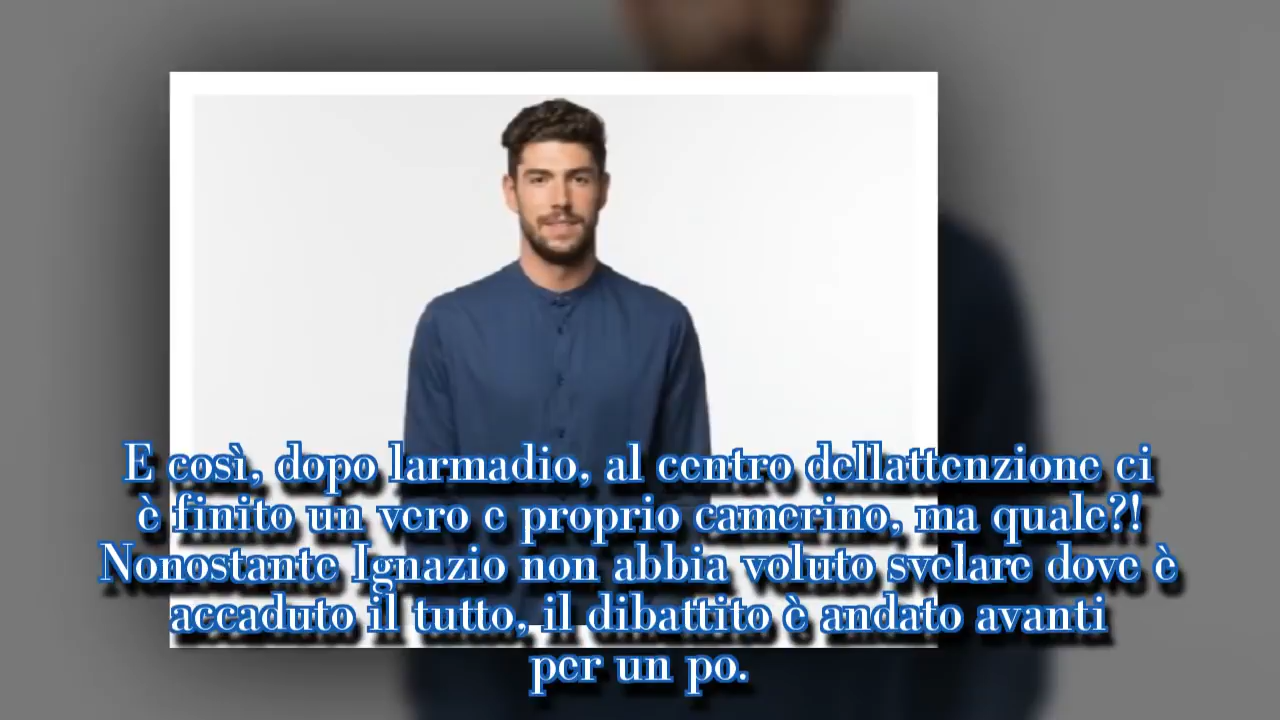 E così, dopo larmadio, al centro dellattenzione ci
è finito un vero e proprio camerino, ma quale?!
Nonostante Ignazio non abbia voluto svelare dove è
accaduto il tutto, il dibattito è andato avanti
per un po.